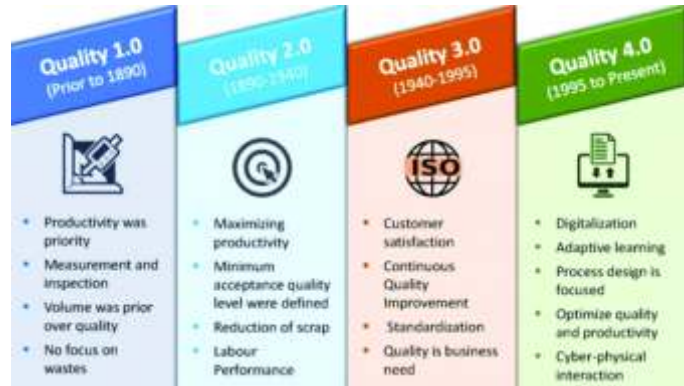 Quality 1.0
(Prior to 1890)
Productivity was
priority
Measurement and
inspection
Volume was prior
over quality
No focus on
wastes
Quality 2.0
(1890-1940)
Maximizing
productivity
Minimum
acceptance quality
level were defined
Reduction of scrap
Labour
Performance
Quality 3.0
(1940-1995)
ISO
Customer
satisfaction
Continuous
Quality
Improvement
Standardization
Quality is business
need
Quality 4.0
(1995 to Present)
Digitalization
Adaptive learning
Process design is
focused
Optimize quality
and productivity
Cyber-physical
interaction